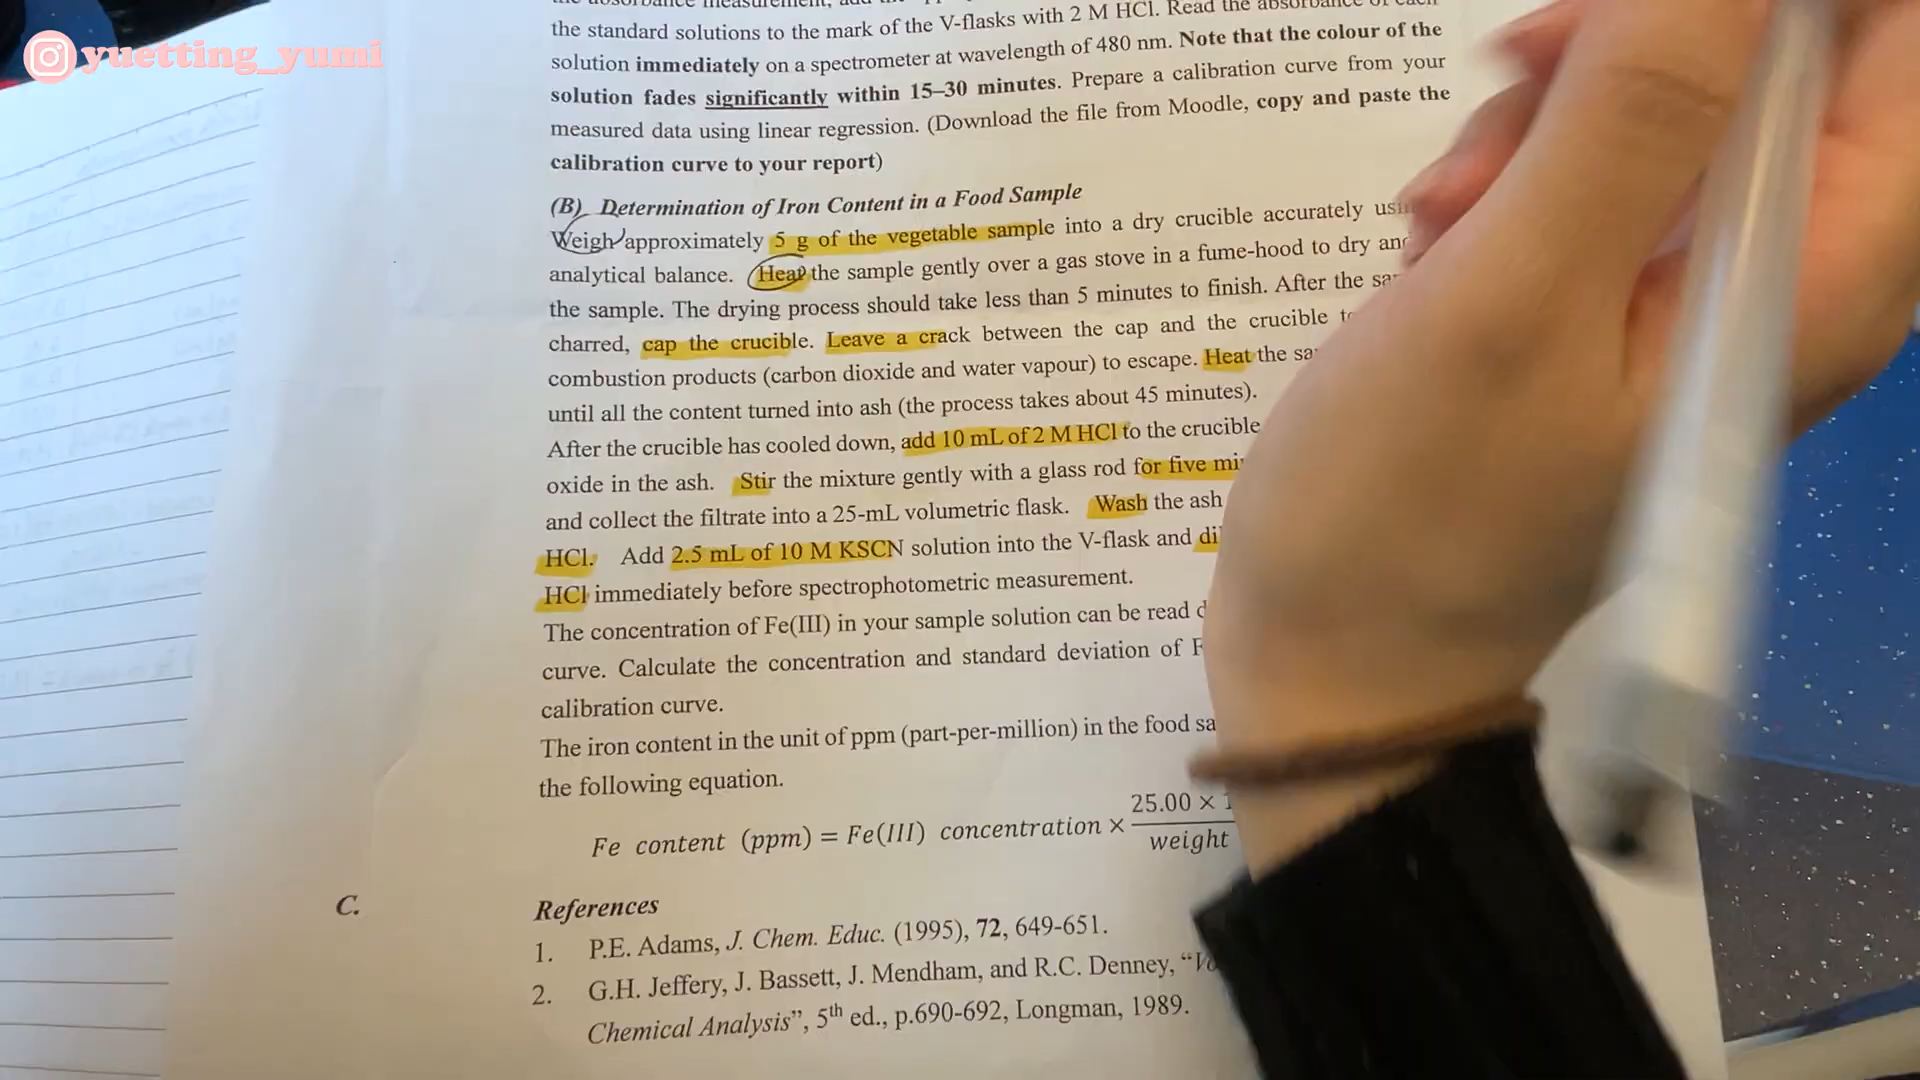 yuetting_yumi
the standard solutions to the mark of the V-flasks with 2 M HCl. Read the absorbance of each
solution immediately on a spectrometer at wavelength of 480 nm. Note that the colour of the
solution fades significantly within 15–30 minutes. Prepare a calibration curve from your
measured data using linear regression. (Download the file from Moodle, copy and paste the
calibration curve to your report)
(B) Determination of Iron Content in a Food Sample
Weigh approximately 5 g of the vegetable sample into a dry crucible accurately
analytical balance. Heat the sample gently over a gas stove in a fume-hood to dry
the sample. The drying process should take less than 5 minutes to finish. After the
charred, cap the crucible. Leave a crack between the cap and the crucible
combustion products (carbon dioxide and water vapour) to escape. Heat the
until all the content turned into ash (the process takes about 45 minutes).
After the crucible has cooled down, add 10 mL of 2 M HCl to the crucible
oxide in the ash. Stir the mixture gently with a glass rod for five
and collect the filtrate into a 25-mL volumetric flask. Wash the ash
HCl. Add 2.5 mL of 10 M KSCN solution into the V-flask and
HCl immediately before spectrophotometric measurement.
The concentration of Fe(III) in your sample solution can be read
curve. Calculate the concentration and standard deviation of
calibration curve.
The iron content in the unit of ppm (part-per-million) in the food
the following equation.
Fe content (ppm) = Fe(III) concentration × 25.00 ×
weight
C. References
1. P.E. Adams, J. Chem. Educ. (1995), 72, 649-651.
2. G.H. Jeffery, J. Bassett, J. Mendham, and R.C. Denney, “
Chemical Analysis”, 5th ed., p.690-692, Longman, 1989.